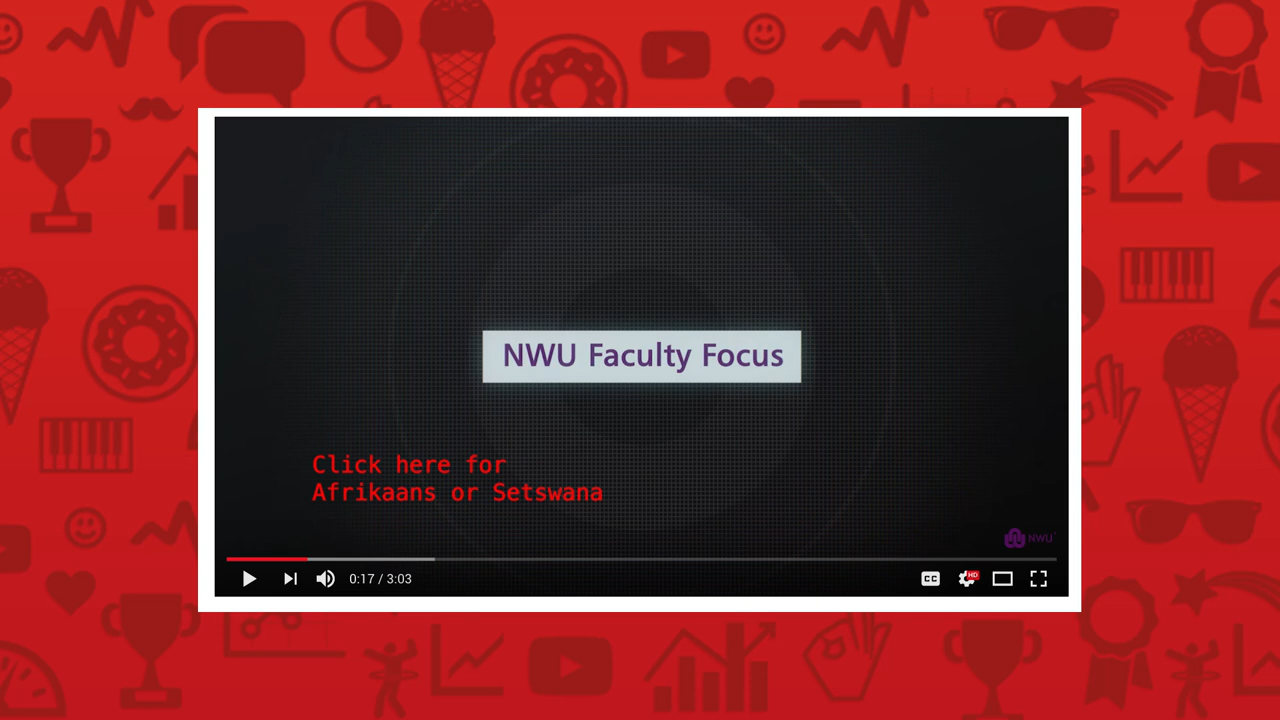 NWU Faculty Focus
Click here for
Afrikaans or Setswana
NWU
0:17 / 3:03
CC
HD